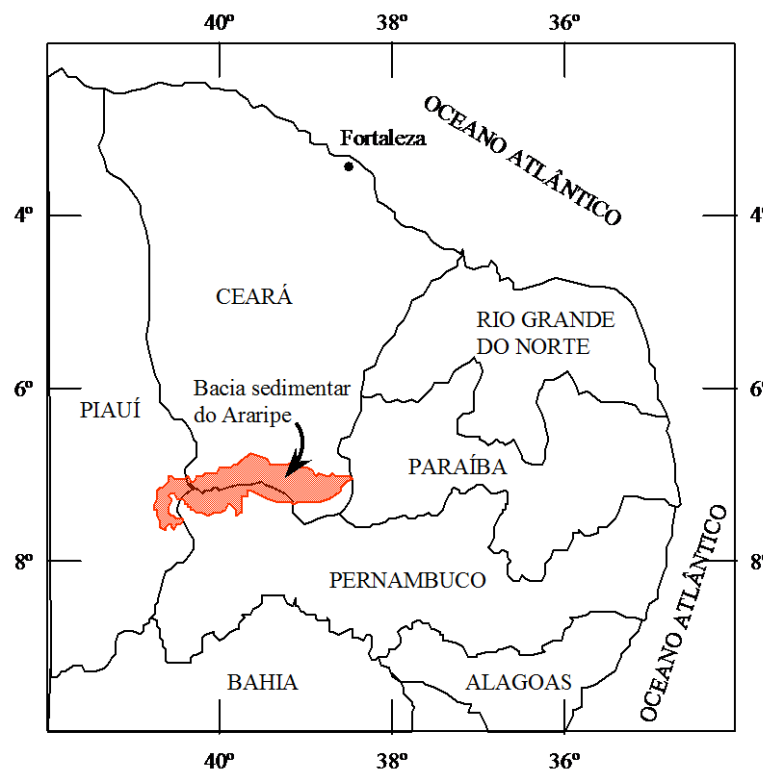 40º 38º 36º
OCEANO ATLÂNTICO
Fortaleza
4º 4º
CEARÁ
RIO GRANDE
DO NORTE
Bacia sedimentar
do Araripe
6º 6º
PIAUÍ
PARAÍBA
8º 8º
PERNAMBUCO
OCEANO ATLÂNTICO
BAHIA
ALAGOAS
40º 38º 36º